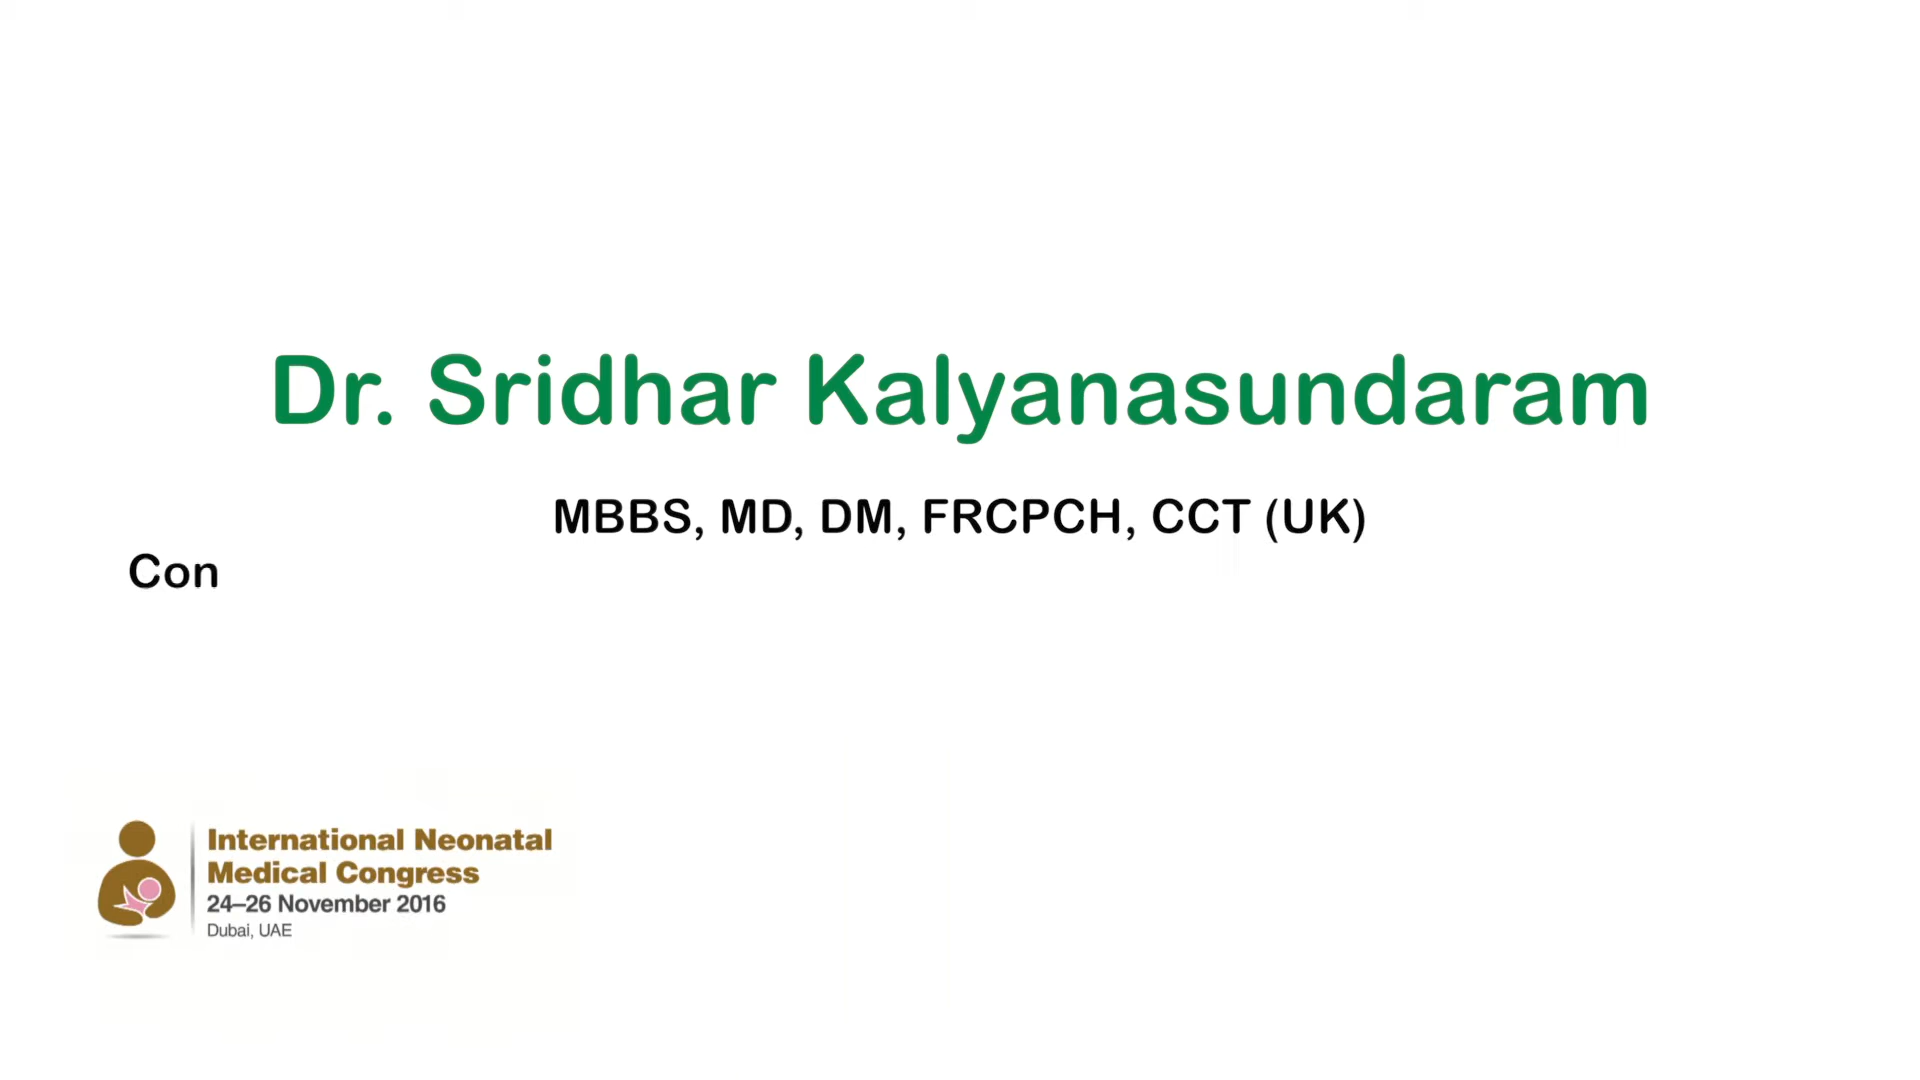 Dr. Sridhar Kalyanasundaram
MBBS, MD, DM, FRCPCH, CCT (UK)
Con
International Neonatal
Medical Congress
24–26 November 2016
Dubai, UAE